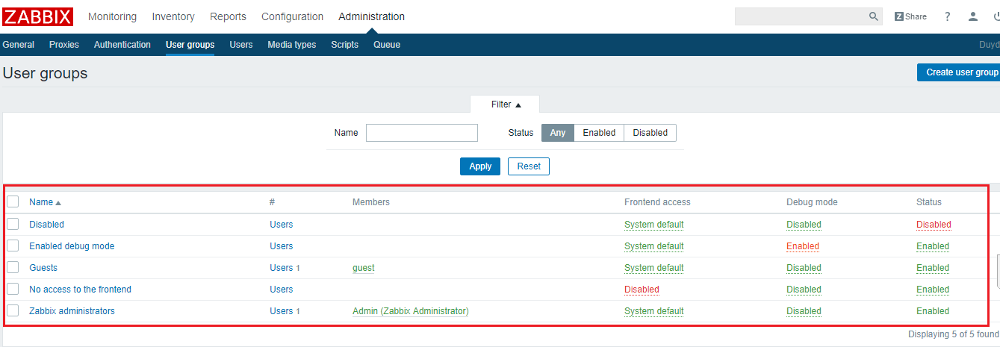 ZABBIX Monitoring Inventory Reports Configuration Administration Z Share ?
General Proxies Authentication User groups Users Media types Scripts Queue Duyd
User groups Create user group
Filter
Name Status Any Enabled Disabled
Apply Reset
Name # Members Frontend access Debug mode Status
Disabled Users System default Disabled Disabled
Enabled debug mode Users System default Enabled Enabled
Guests Users 1 guest System default Disabled Enabled
No access to the frontend Users Disabled Disabled Enabled
Zabbix administrators Users 1 Admin (Zabbix Administrator) System default Disabled Enabled
Displaying 5 of 5 found